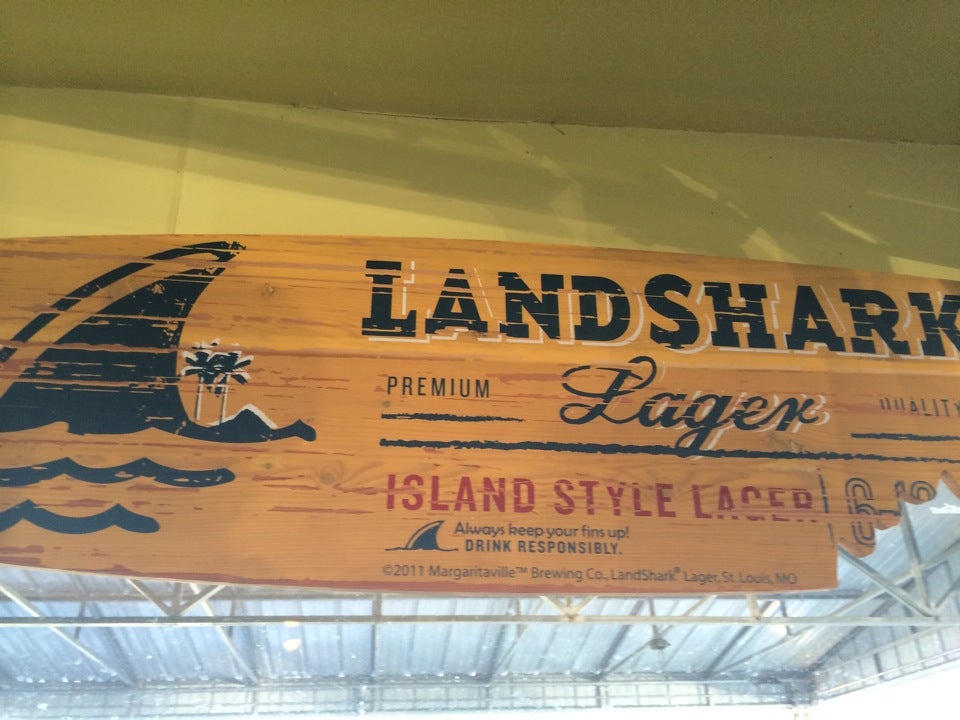 LANDSHARK
PREMIUM Lager QUALITY
ISLAND STYLE LAGER
Always keep your fins up!
DRINK RESPONSIBLY.
©2011 Margaritaville™ Brewing Co., LandShark® Lager, St. Louis, MO